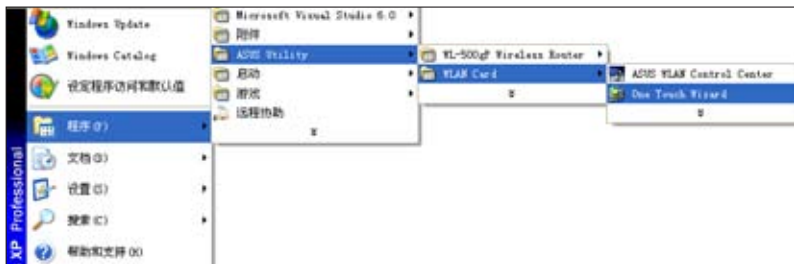 Windows Update
Windows Catalog
设定程序访问和默认值
程序(P)
文档(D)
设置(S)
搜索(C)
帮助和支持(H)
XP Professional
Microsoft Visual Studio 6.0
附件
ASUS Utility
启动
游戏
远程协助
WL-500gP Wireless Router
WLAN Card
ASUS WLAN Control Center
One Touch Wizard